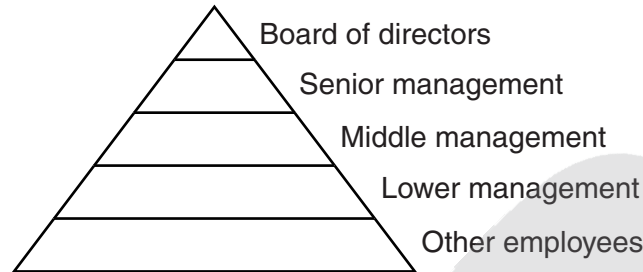 Board of directors
Senior management
Middle management
Lower management
Other employees